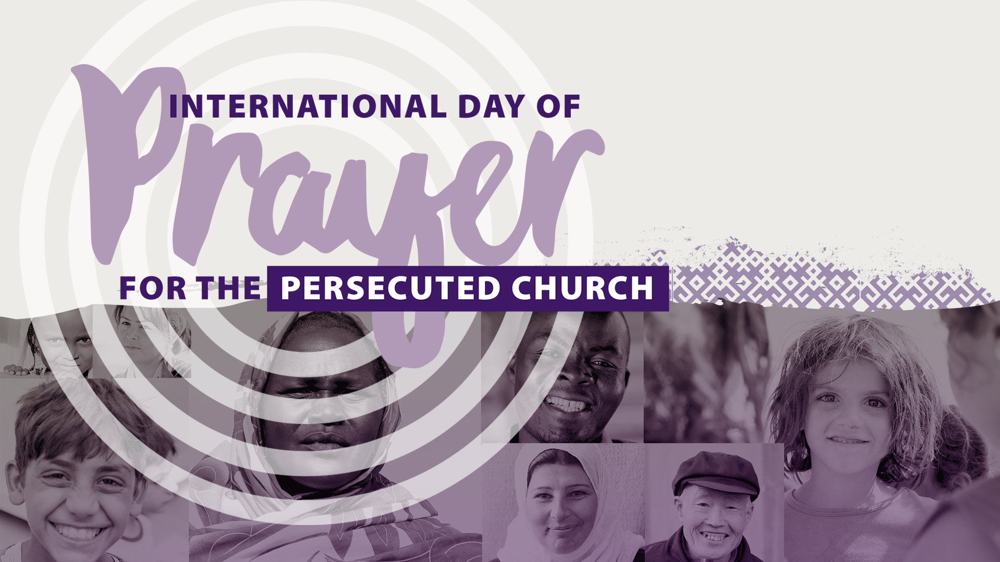 INTERNATIONAL DAY OF
Prayer
FOR THE PERSECUTED CHURCH